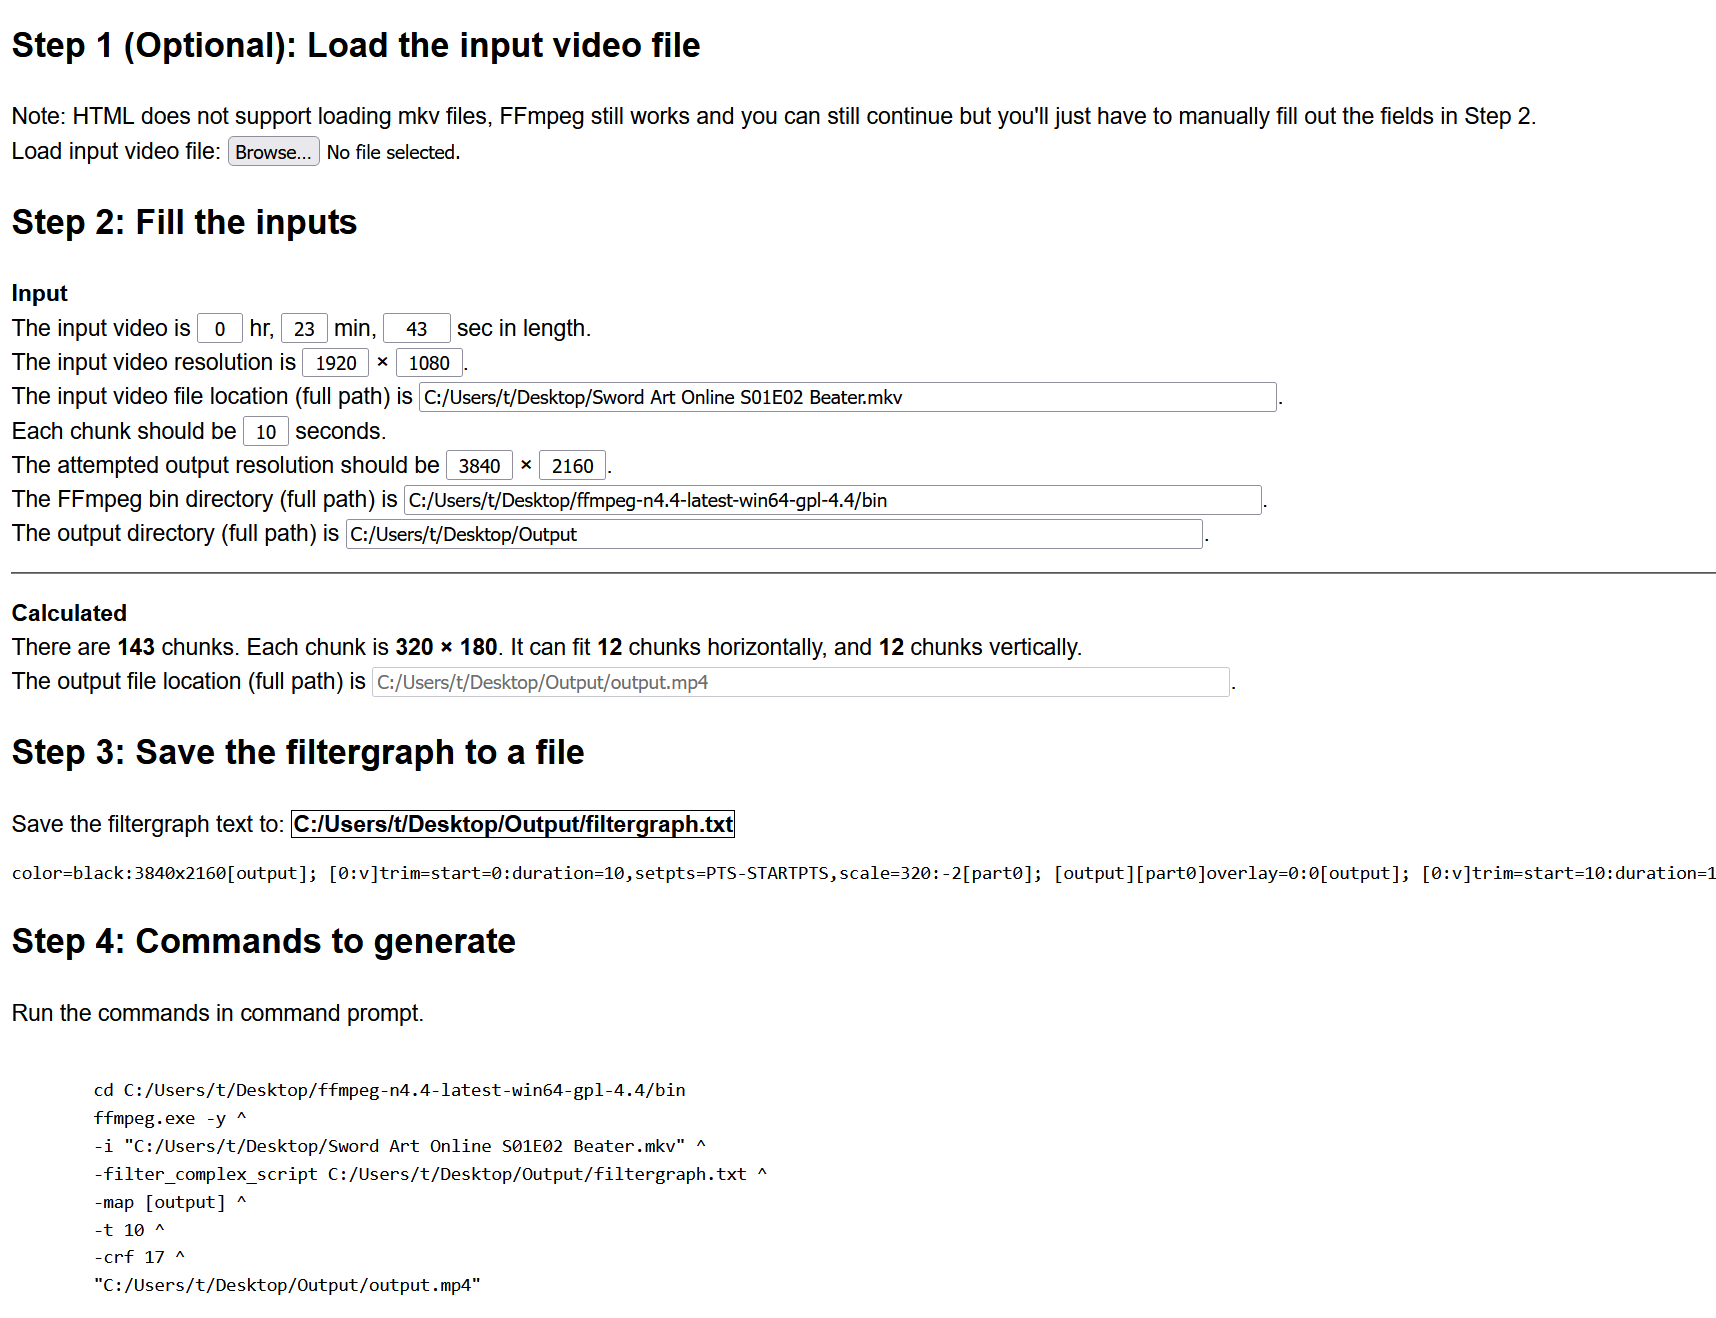 Step 1 (Optional): Load the input video file
Note: HTML does not support loading mkv files, FFmpeg still works and you can still continue but you'll just have to manually fill out the fields in Step 2.
Load input video file: Browse... No file selected.
Step 2: Fill the inputs
Input
The input video is 0 hr, 23 min, 43 sec in length.
The input video resolution is 1920 × 1080.
The input video file location (full path) is C:/Users/t/Desktop/Sword Art Online S01E02 Beater.mkv.
Each chunk should be 10 seconds.
The attempted output resolution should be 3840 × 2160.
The FFmpeg bin directory (full path) is C:/Users/t/Desktop/ffmpeg-n4.4-latest-win64-gpl-4.4/bin.
The output directory (full path) is C:/Users/t/Desktop/Output.
Calculated
There are 143 chunks. Each chunk is 320 × 180. It can fit 12 chunks horizontally, and 12 chunks vertically.
The output file location (full path) is C:/Users/t/Desktop/Output/output.mp4.
Step 3: Save the filtergraph to a file
Save the filtergraph text to: C:/Users/t/Desktop/Output/filtergraph.txt
color=black:3840x2160[output]; [0:v]trim=start=0:duration=10,setpts=PTS-STARTPTS,scale=320:-2[part0]; [output][part0]overlay=0:0[output]; [0:v]trim=start=10:duration=1
Step 4: Commands to generate
Run the commands in command prompt.
cd C:/Users/t/Desktop/ffmpeg-n4.4-latest-win64-gpl-4.4/bin
ffmpeg.exe -y ^
-i "C:/Users/t/Desktop/Sword Art Online S01E02 Beater.mkv" ^
-filter_complex_script C:/Users/t/Desktop/Output/filtergraph.txt ^
-map [output] ^
-t 10 ^
-crf 17 ^
"C:/Users/t/Desktop/Output/output.mp4"